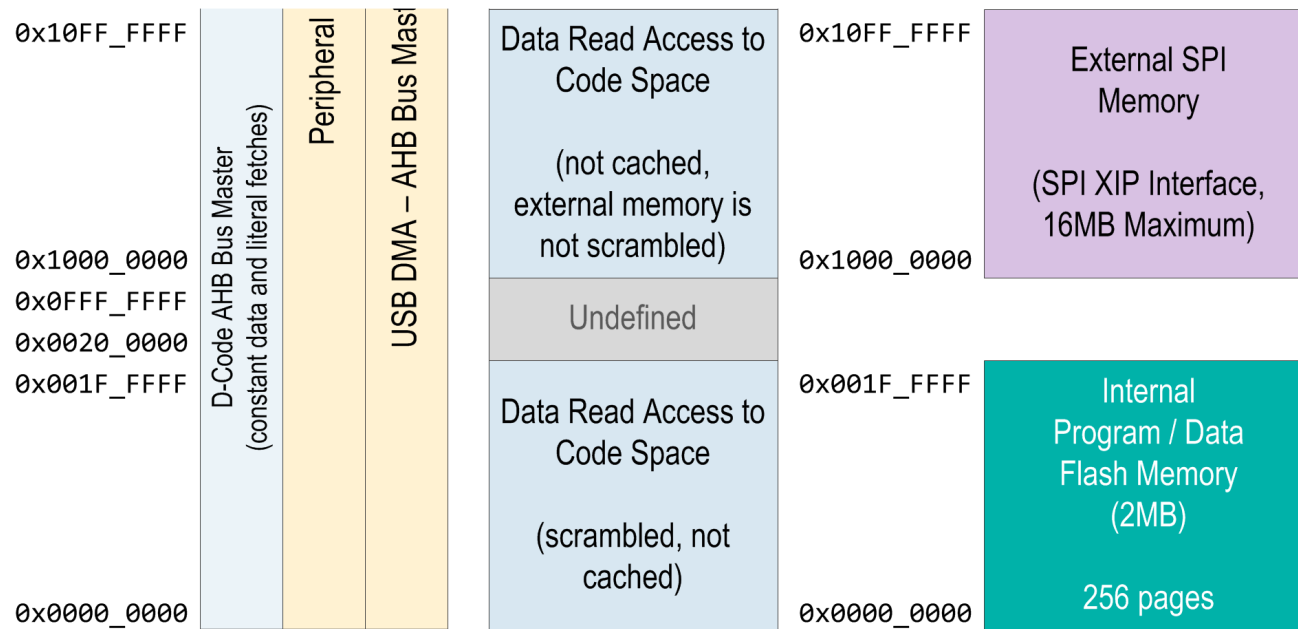 0x10FF_FFFF
0x1000_0000
0x0FFF_FFFF
0x0020_0000
0x001F_FFFF
0x0000_0000
D-Code AHB Bus Master
(constant data and literal fetches)
Peripheral
USB DMA – AHB Bus Mast
Data Read Access to
Code Space
(not cached,
external memory is
not scrambled)
Undefined
Data Read Access to
Code Space
(scrambled, not
cached)
0x10FF_FFFF
0x1000_0000
0x001F_FFFF
0x0000_0000
External SPI
Memory
(SPI XIP Interface,
16MB Maximum)
Internal
Program / Data
Flash Memory
(2MB)
256 pages